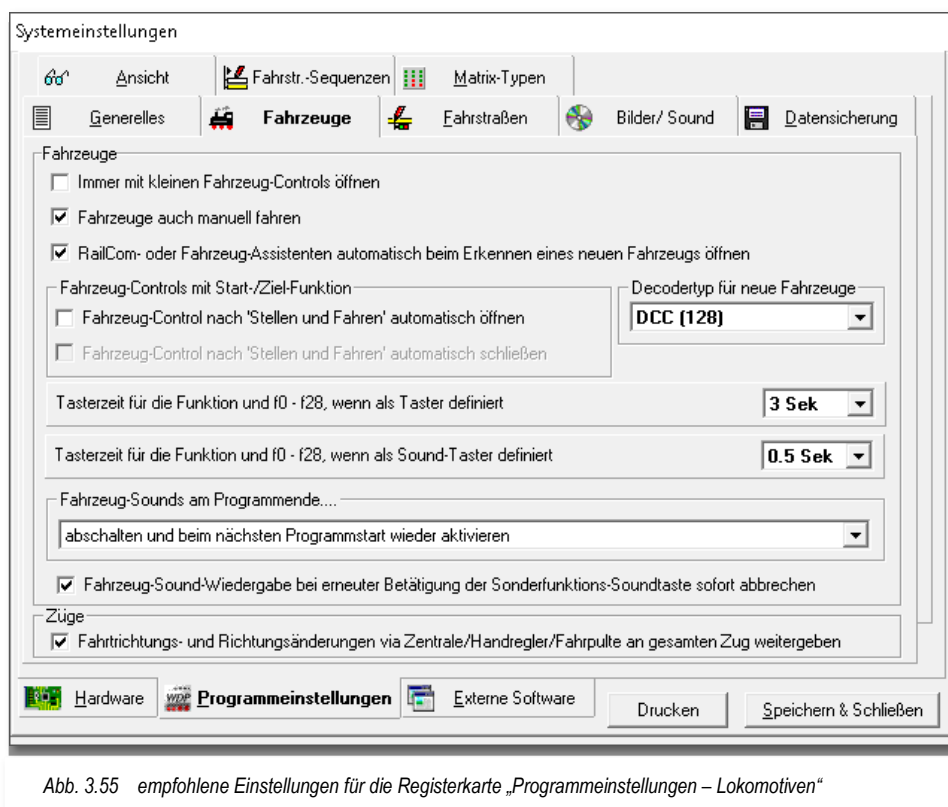 Systemeinstellungen
Ansicht
Fahrstr.-Sequenzen
Matrix-Typen
Generelles
Fahrzeuge
Fahrstraßen
Bilder/ Sound
Datensicherung
Fahrzeuge
Immer mit kleinen Fahrzeug-Controls öffnen
Fahrzeuge auch manuell fahren
RailCom- oder Fahrzeug-Assistenten automatisch beim Erkennen eines neuen Fahrzeugs öffnen
Fahrzeug-Controls mit Start-/Ziel-Funktion
Decodertyp für neue Fahrzeuge
Fahrzeug-Control nach 'Stellen und Fahren' automatisch öffnen
DCC (128)
Fahrzeug-Control nach 'Stellen und Fahren' automatisch schließen
Tasterzeit für die Funktion und f0 - f28, wenn als Taster definiert
3 Sek
Tasterzeit für die Funktion und f0 - f28, wenn als Sound-Taster definiert
0.5 Sek
Fahrzeug-Sounds am Programmende....
abschalten und beim nächsten Programmstart wieder aktivieren
Fahrzeug-Sound-Wiedergabe bei erneuter Betätigung der Sonderfunktions-Soundtaste sofort abbrechen
Züge
Fahrtrichtungs- und Richtungsänderungen via Zentrale/Handregler/Fahrpulte an gesamten Zug weitergeben
Hardware
WDP
Programmeinstellungen
Externe Software
Drucken
Speichern & Schließen
Abb. 3.55 empfohlene Einstellungen für die Registerkarte „Programmeinstellungen – Lokomotiven“